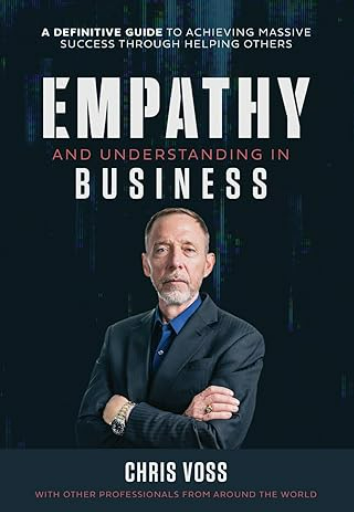 A DEFINITIVE GUIDE TO ACHIEVING MASSIVE
SUCCESS THROUGH HELPING OTHERS
EMPATHY
AND UNDERSTANDING IN
BUSINESS
CHRIS VOSS
WITH OTHER PROFESSIONALS FROM AROUND THE WORLD